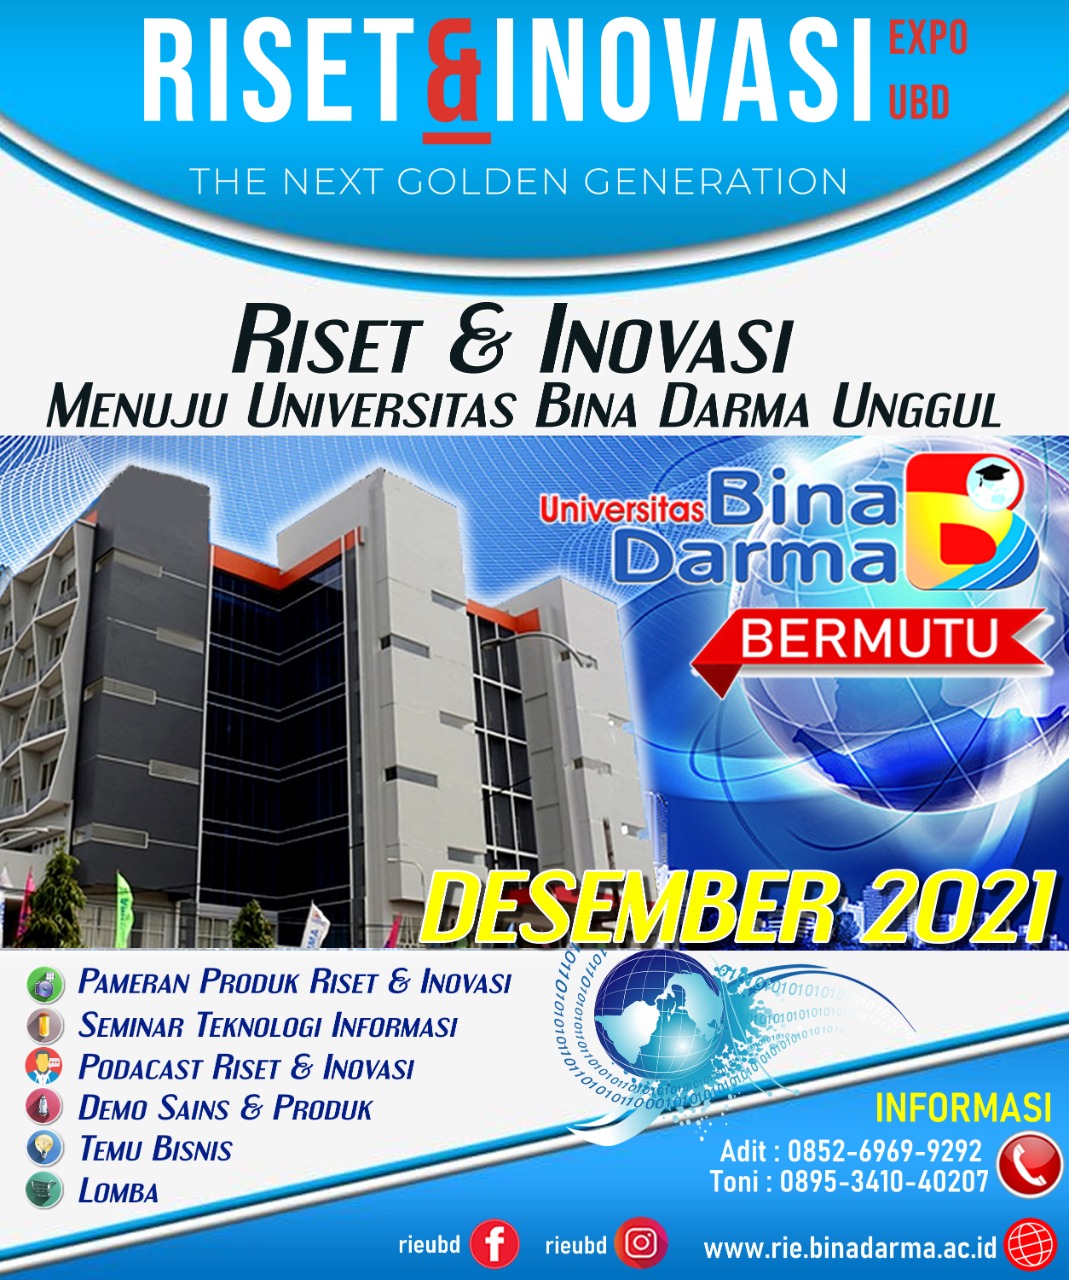 RISET&INOVASI EXPO UBD
THE NEXT GOLDEN GENERATION
RISET & INOVASI
MENUJU UNIVERSITAS BINA DARMA UNGGUL
Universitas Bina
Darma
BERMUTU
DESEMBER 2021
PAMERAN PRODUK RISET & INOVASI
SEMINAR TEKNOLOGI INFORMASI
PODACAST RISET & INOVASI
DEMO SAINS & PRODUK
TEMU BISNIS
LOMBA
INFORMASI
Adit : 0852-6969-9292
Toni : 0895-3410-40207
rieubd
rieubd
www.rie.binadarma.ac.id